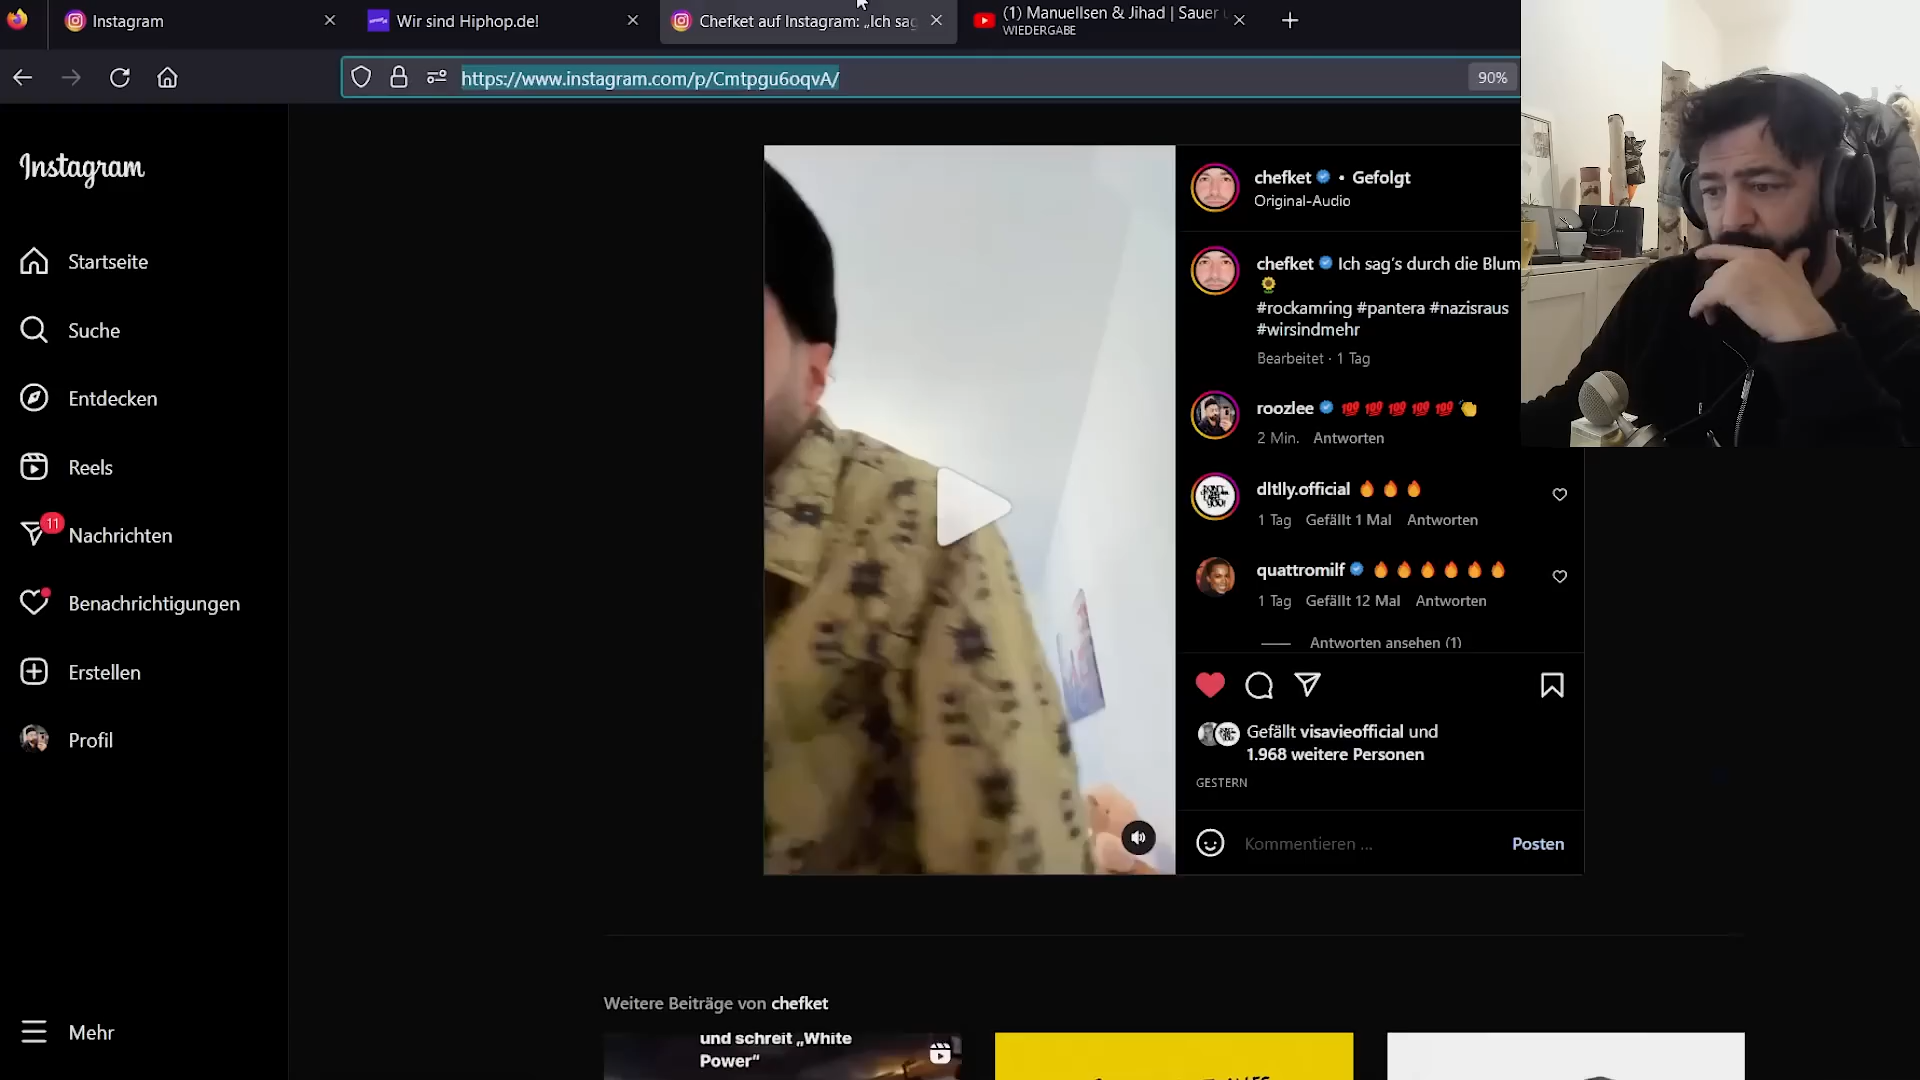 Instagram
Wir sind Hiphop.de!
Chefket auf Instagram: „Ich sag
(1) Manuellsen & Jihad | Sauer
WIEDERGABE
https://www.instagram.com/p/Cmtpgu6oqvA/
90%
Instagram
Startseite
Suche
Entdecken
Reels
11
Nachrichten
Benachrichtigungen
Erstellen
Profil
Mehr
chefket • Gefolgt
Original-Audio
chefket Ich sag's durch die Blum
#rockamring #pantera #nazisraus
#wirsindmehr
Bearbeitet · 1 Tag
roozlee 💯 💯 💯 💯 💯 👏
2 Min. Antworten
dltlly.official 🔥 🔥 🔥
1 Tag Gefällt 1 Mal Antworten
quattromilf 🔥 🔥 🔥 🔥 🔥 🔥
1 Tag Gefällt 12 Mal Antworten
Antworten ansehen (1)
Gefällt visavieofficial und
1.968 weitere Personen
GESTERN
Kommentieren ...
Posten
Weitere Beiträge von chefket
und schreit „White
Power"